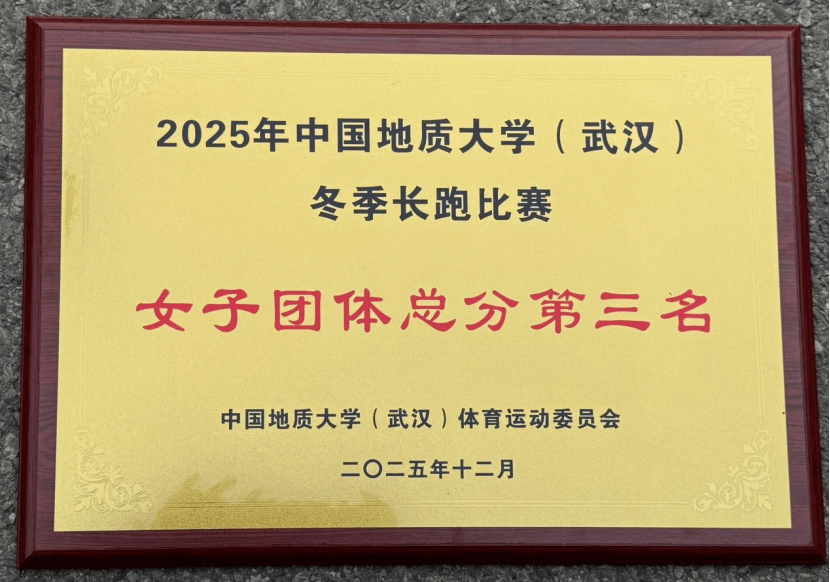 2025年中国地质大学（武汉）
冬季长跑比赛
女子团体总分第三名
中国地质大学（武汉）体育运动委员会
二〇二五年十二月